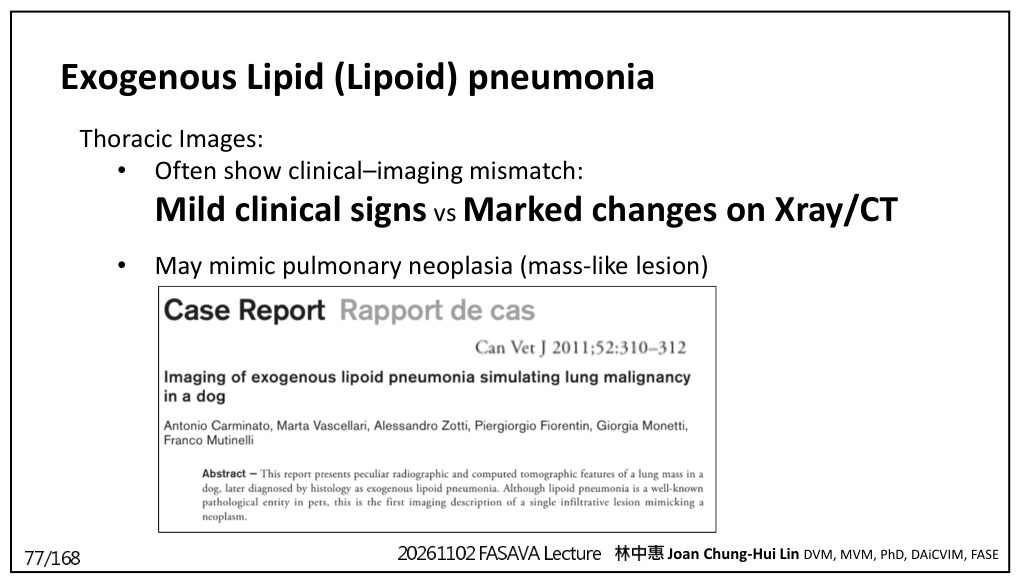 Exogenous Lipid (Lipoid) pneumonia
Thoracic Images:
• Often show clinical–imaging mismatch:
Mild clinical signs vs Marked changes on Xray/CT
• May mimic pulmonary neoplasia (mass-like lesion)
Case Report Rapport de cas
Can Vet J 2011;52:310–312
Imaging of exogenous lipoid pneumonia simulating lung malignancy
in a dog
Antonio Carminato, Marta Vascellari, Alessandro Zotti, Piergiorgio Fiorentin, Giorgia Monetti,
Franco Mutinelli
Abstract – This report presents peculiar radiographic and computed tomographic features of a lung mass in a
dog, later diagnosed by histology as exogenous lipoid pneumonia. Although lipoid pneumonia is a well-known
pathological entity in pets, this is the first imaging description of a single infiltrative lesion mimicking a
neoplasm.
77/168
20261102 FASAVA Lecture 林中惠 Joan Chung-Hui Lin DVM, MVM, PhD, DAiCVIM, FASE